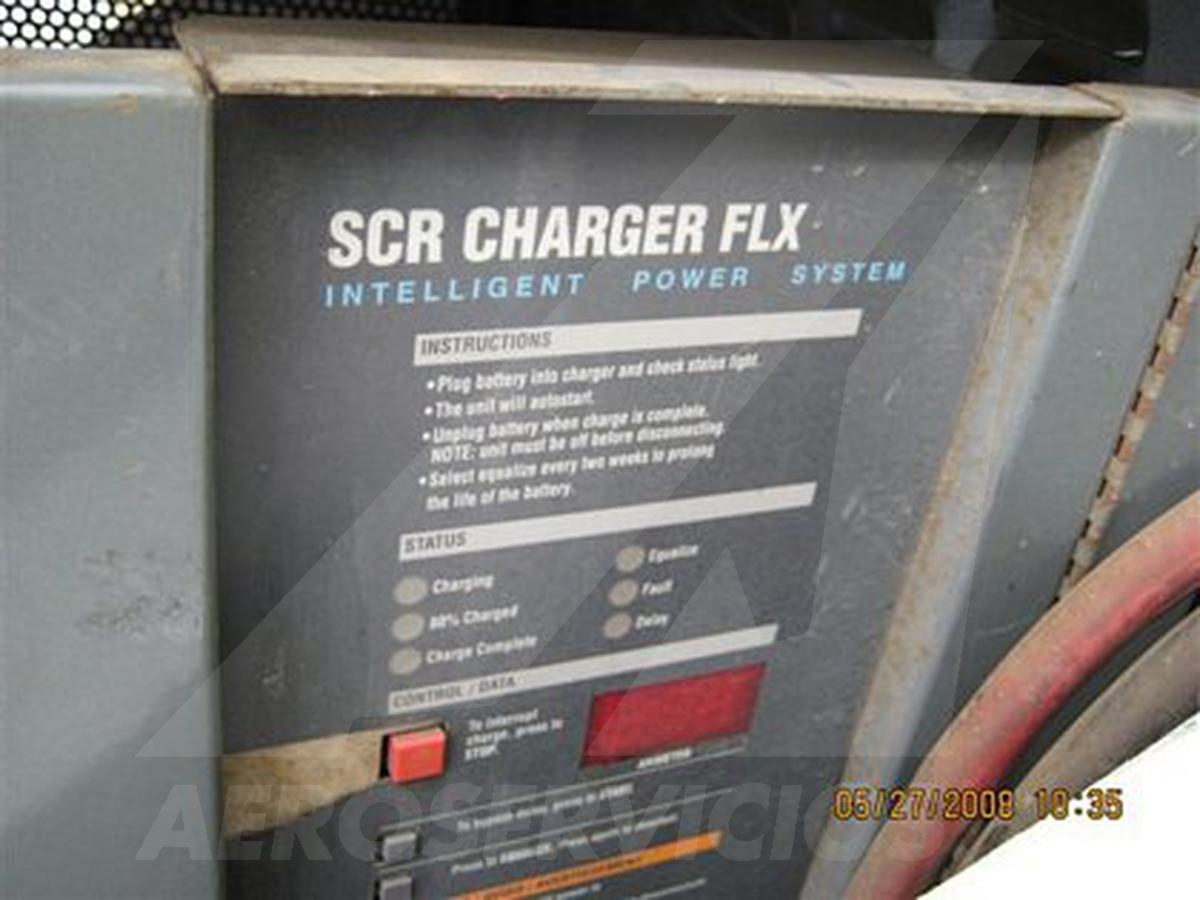 SCR CHARGER FLX
INTELLIGENT POWER SYSTEM
INSTRUCTIONS
• Plug battery into charger and check status light.
• The unit will autostart.
• Unplug battery when charge is complete.
NOTE: unit must be off before disconnecting.
• Select equalize every two weeks to prolong
the life of the battery.
STATUS
Charging
Equalize
80% Charged
Fault
Charge Complete
Delay
CONTROL / DATA
To interrupt
charge, press to
STOP.
AMMETER
AEROSERVICIOS
05/27/2008 10:35